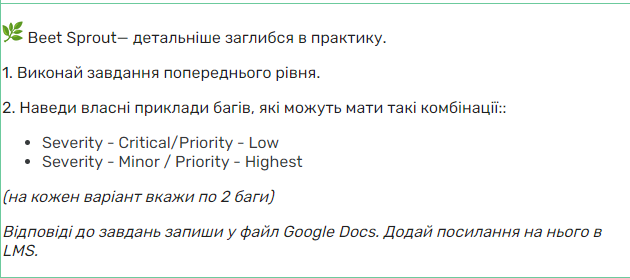 Beet Sprout— детальніше заглибся в практику.
1. Виконай завдання попереднього рівня.
2. Наведи власні приклади багів, які можуть мати такі комбінації::
• Severity - Critical/Priority - Low
• Severity - Minor / Priority - Highest
(на кожен варіант вкажи по 2 баги)
Відповіді до завдань запиши у файл Google Docs. Додай посилання на нього в
LMS.